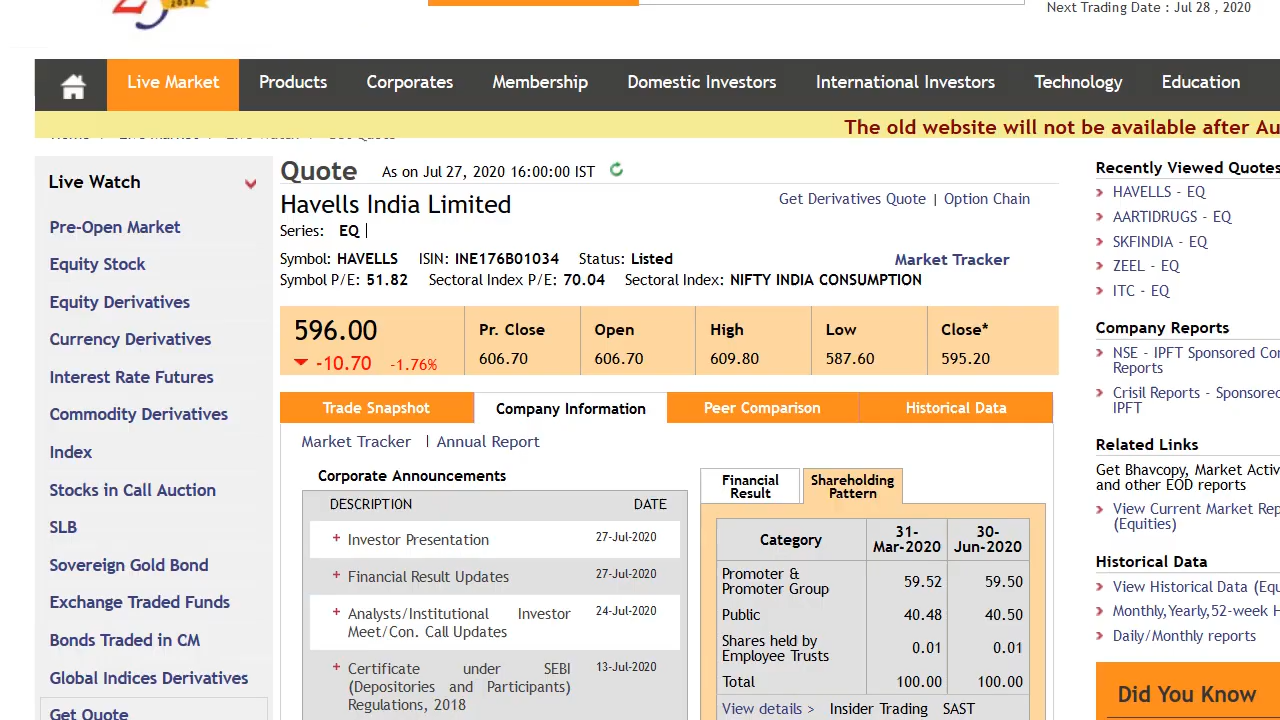 Next Trading Date : Jul 28 , 2020
Live Market Products Corporates Membership Domestic Investors International Investors Technology Education
The old website will not be available after Au
Live Watch
Pre-Open Market
Equity Stock
Equity Derivatives
Currency Derivatives
Interest Rate Futures
Commodity Derivatives
Index
Stocks in Call Auction
SLB
Sovereign Gold Bond
Exchange Traded Funds
Bonds Traded in CM
Global Indices Derivatives
Get Quote
Quote As on Jul 27, 2020 16:00:00 IST
Havells India Limited
Get Derivatives Quote | Option Chain
Series: EQ |
Symbol: HAVELLS ISIN: INE176B01034 Status: Listed
Market Tracker
Symbol P/E: 51.82 Sectoral Index P/E: 70.04 Sectoral Index: NIFTY INDIA CONSUMPTION
596.00 Pr. Close Open High Low Close*
-10.70 -1.76% 606.70 606.70 609.80 587.60 595.20
Trade Snapshot Company Information Peer Comparison Historical Data
Market Tracker | Annual Report
Corporate Announcements
DESCRIPTION DATE
+ Investor Presentation 27-Jul-2020
+ Financial Result Updates 27-Jul-2020
+ Analysts/Institutional Investor 24-Jul-2020
Meet/Con. Call Updates
+ Certificate under SEBI 13-Jul-2020
(Depositories and Participants)
Regulations, 2018
Financial
Result
Shareholding
Pattern
Category 31-
Mar-2020 30-
Jun-2020
Promoter &
Promoter Group 59.52 59.50
Public 40.48 40.50
Shares held by
Employee Trusts 0.01 0.01
Total 100.00 100.00
View details > Insider Trading SAST
Recently Viewed Quotes
HAVELLS - EQ
AARTIDRUGS - EQ
SKFINDIA - EQ
ZEEL - EQ
ITC - EQ
Company Reports
NSE - IPFT Sponsored Co
Reports
Crisil Reports - Sponsored
IPFT
Related Links
Get Bhavcopy, Market Activ
and other EOD reports
View Current Market Rep
(Equities)
Historical Data
View Historical Data (Equ
Monthly,Yearly,52-week H
Daily/Monthly reports
Did You Know